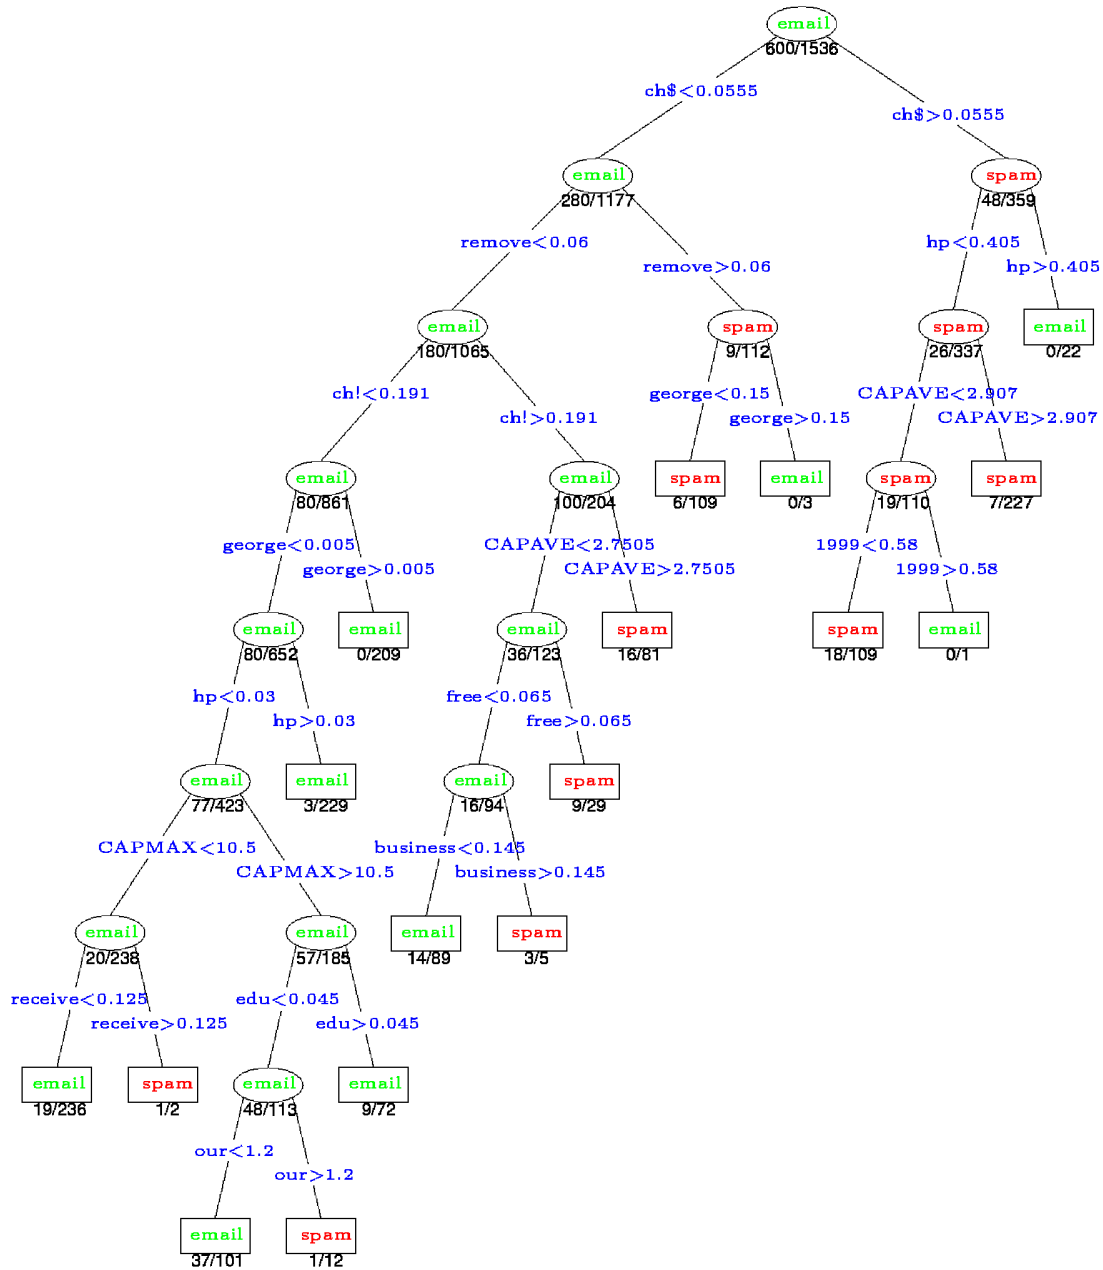 email
600/1536
ch$<0.0555
ch$>0.0555
email
280/1177
spam
48/359
remove<0.06
remove>0.06
hp<0.405
hp>0.405
email
180/1065
spam
9/112
spam
26/337
email
0/22
ch!<0.191
ch!>0.191
george<0.15
george>0.15
CAPAVE<2.907
CAPAVE>2.907
email
80/861
email
100/204
spam
6/109
email
0/3
spam
19/110
spam
7/227
george<0.005
george>0.005
CAPAVE<2.7505
CAPAVE>2.7505
1999<0.58
1999>0.58
email
80/652
email
0/209
email
36/123
spam
16/81
spam
18/109
email
0/1
hp<0.03
hp>0.03
free<0.065
free>0.065
email
77/423
email
3/229
email
16/94
spam
9/29
CAPMAX<10.5
CAPMAX>10.5
business<0.145
business>0.145
email
20/238
email
57/185
email
14/89
spam
3/5
receive<0.125
receive>0.125
edu<0.045
edu>0.045
email
19/236
spam
1/2
email
48/113
email
9/72
our<1.2
our>1.2
email
37/101
spam
1/12